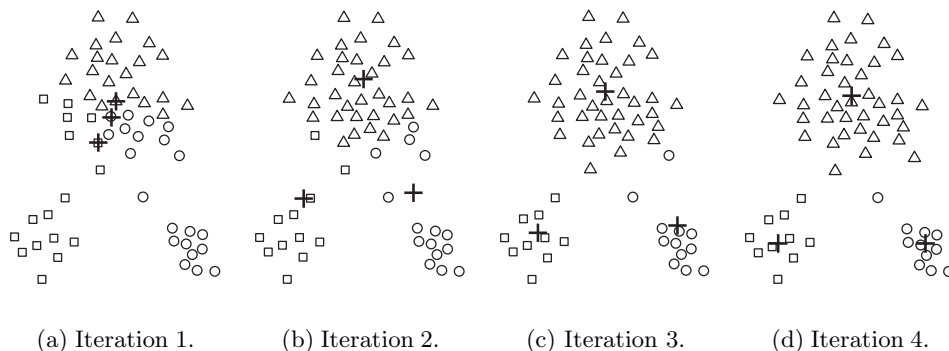 (a) Iteration 1.
(b) Iteration 2.
(c) Iteration 3.
(d) Iteration 4.